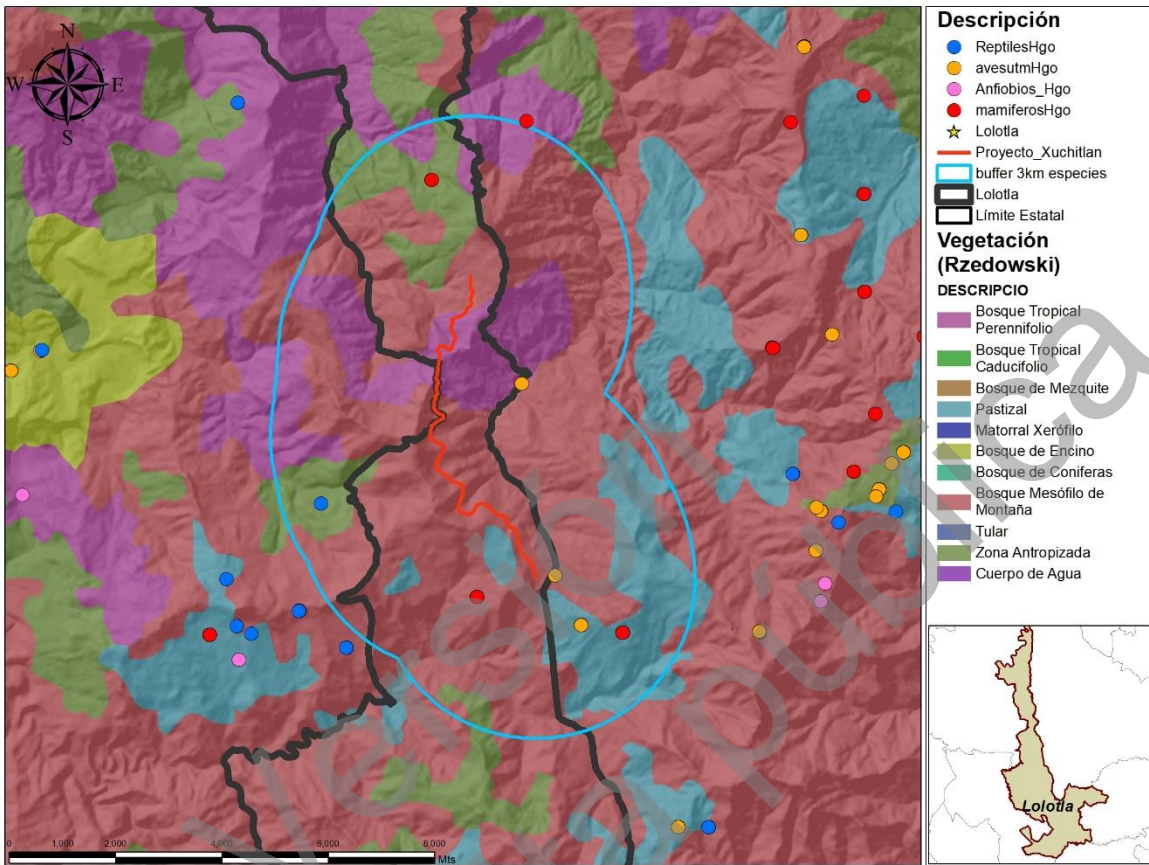 N
W
E
S
0
1,000
2,000
4,000
6,000
8,000
Mts
Descripción
ReptilesHgo
avesutmHgo
Anfiobios_Hgo
mamiferosHgo
Lolotla
Proyecto_Xuchitlan
buffer 3km especies
Lolotla
Límite Estatal
Vegetación
(Rzedowski)
DESCRIPCIO
Bosque Tropical
Perennifolio
Bosque Tropical
Caducifolio
Bosque de Mezquite
Pastizal
Matorral Xerófilo
Bosque de Encino
Bosque de Coniferas
Bosque Mesófilo de
Montaña
Tular
Zona Antropizada
Cuerpo de Agua
Lolotla
Versión
pública